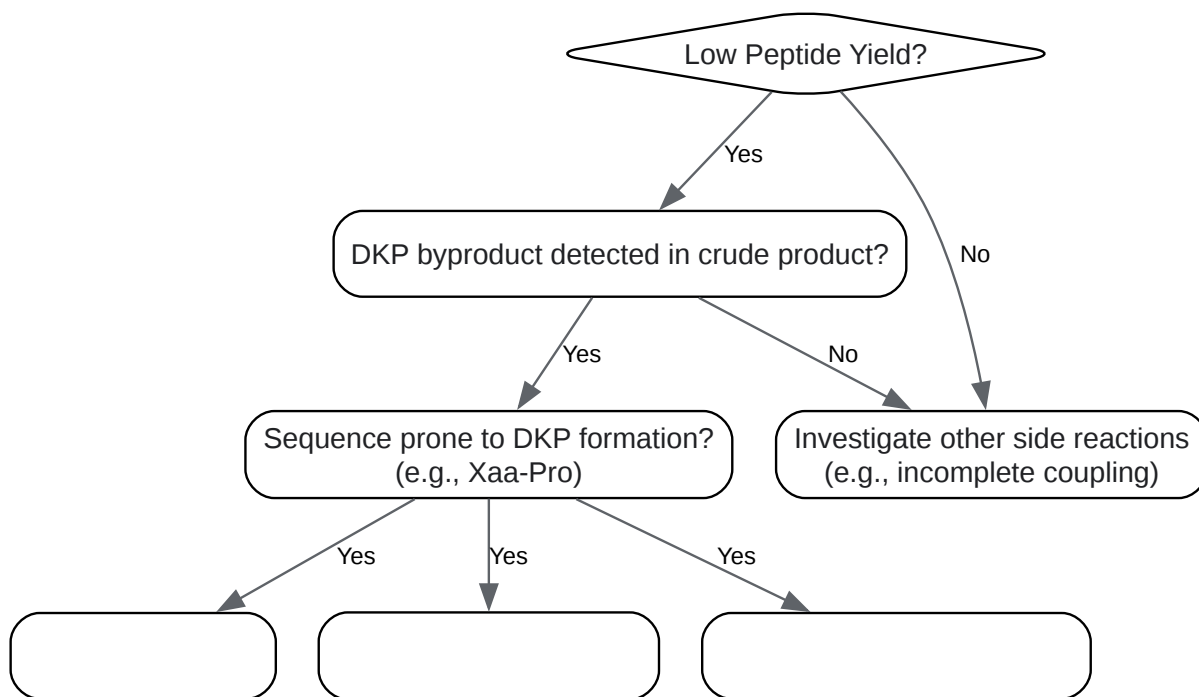 Low Peptide Yield?
Yes
DKP byproduct detected in crude product?
No
Yes
No
Sequence prone to DKP formation?
(e.g., Xaa-Pro)
Investigate other side reactions
(e.g., incomplete coupling)
Yes
Yes
Yes